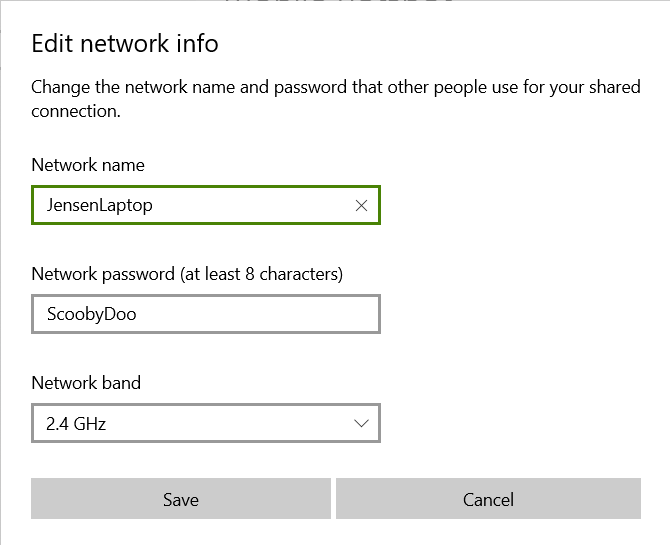 Edit network info
Change the network name and password that other people use for your shared
connection.
Network name
JensenLaptop
Network password (at least 8 characters)
ScoobyDoo
Network band
2.4 GHz
Save
Cancel